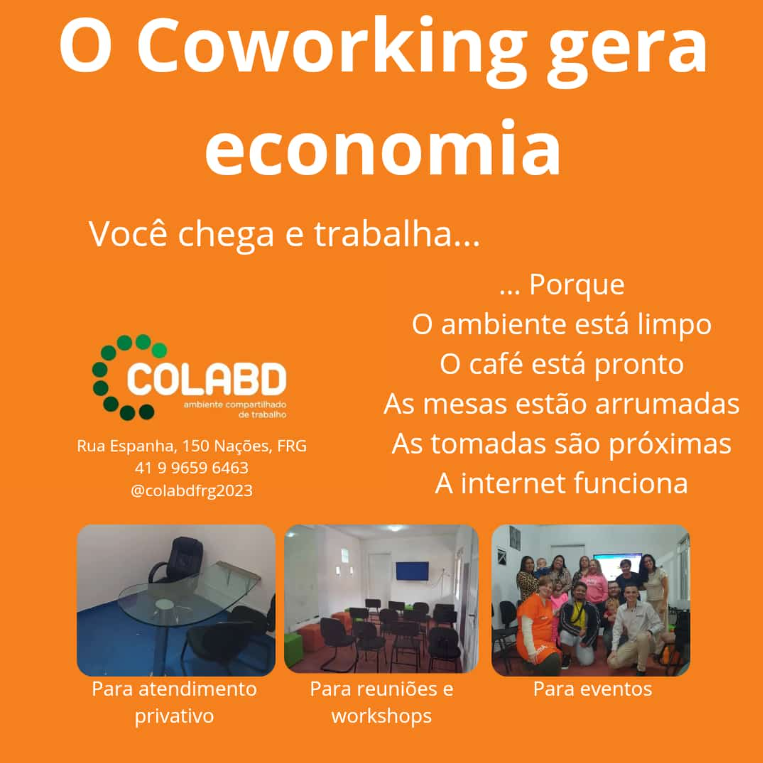 O Coworking gera
economia
Você chega e trabalha...
... Porque
O ambiente está limpo
O café está pronto
As mesas estão arrumadas
As tomadas são próximas
A internet funciona
COLABD
ambiente compartilhado
de trabalho
Rua Espanha, 150 Nações, FRG
41 9 9659 6463
@colabdfrg2023
Para atendimento
privativo
Para reuniões e
workshops
Para eventos